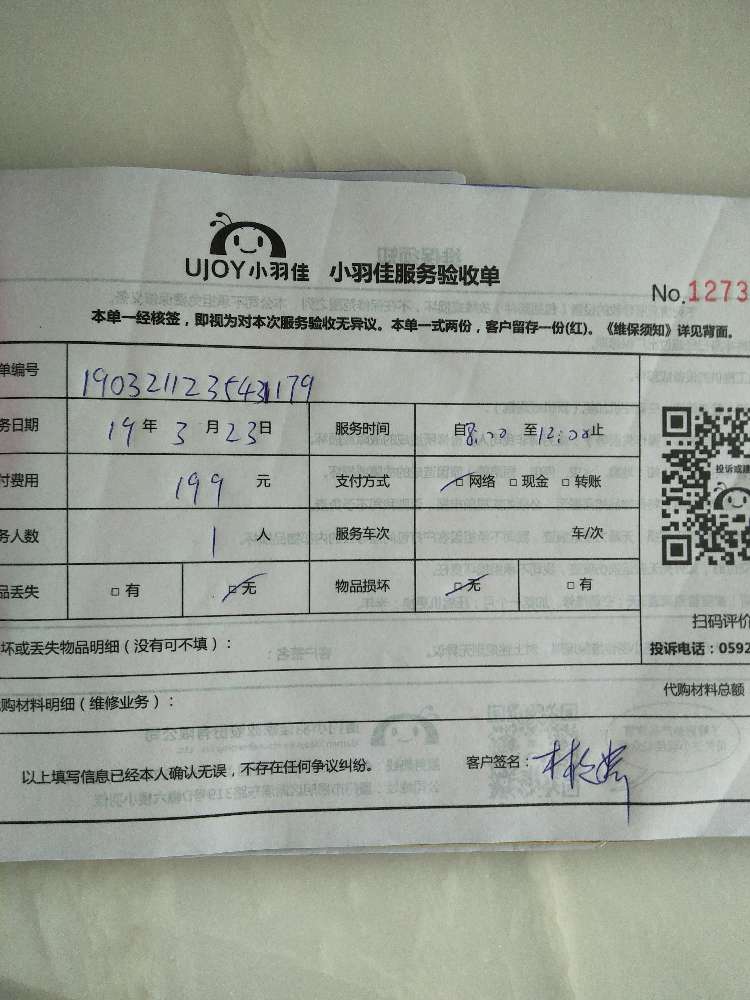 UJOY小羽佳 小羽佳服务验收单
No.1273
本单一经核签，即视为对本次服务验收无异议。本单一式两份，客户留存一份(红)。《维保须知》详见背面。
单编号
务日期 19年3月23日 服务时间 自8:00 至12:00止
付费用 199 元 支付方式 □网络 □现金 □转账
务人数 1 人 服务车次 车/次
品丢失 □有 □无 物品损坏 □无 □有
投诉或建
扫码评价
投诉电话：0592
坏或丢失物品明细（没有可不填）：
代购材料总额
购材料明细（维修业务）：
以上填写信息已经本人确认无误，不存在任何争议纠纷。 客户签名：